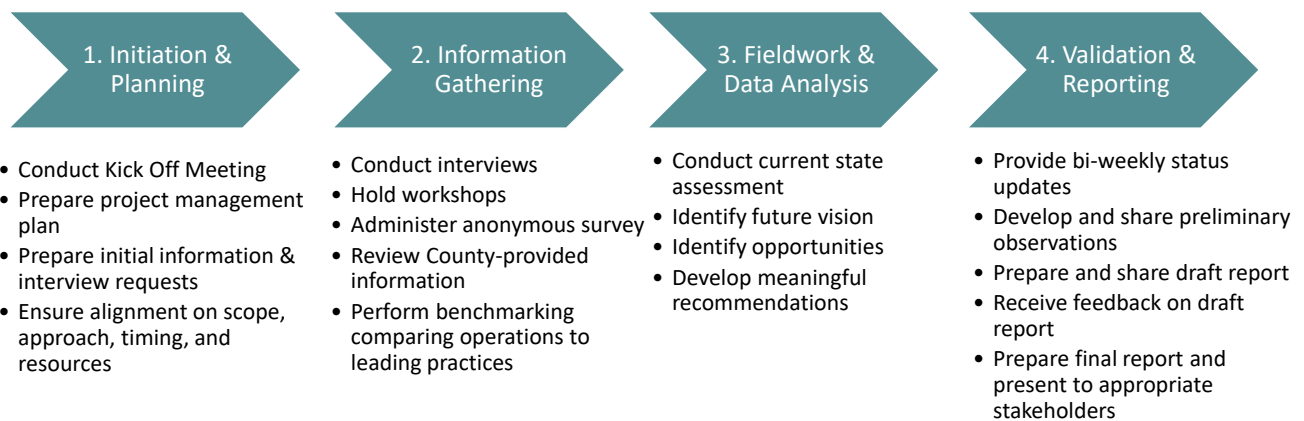 1. Initiation &
Planning
• Conduct Kick Off Meeting
• Prepare project management
plan
• Prepare initial information &
interview requests
• Ensure alignment on scope,
approach, timing, and
resources
2. Information
Gathering
• Conduct interviews
• Hold workshops
• Administer anonymous survey
• Review County-provided
information
• Perform benchmarking
comparing operations to
leading practices
3. Fieldwork &
Data Analysis
• Conduct current state
assessment
• Identify future vision
• Identify opportunities
• Develop meaningful
recommendations
4. Validation &
Reporting
• Provide bi-weekly status
updates
• Develop and share preliminary
observations
• Prepare and share draft report
• Receive feedback on draft
report
• Prepare final report and
present to appropriate
stakeholders